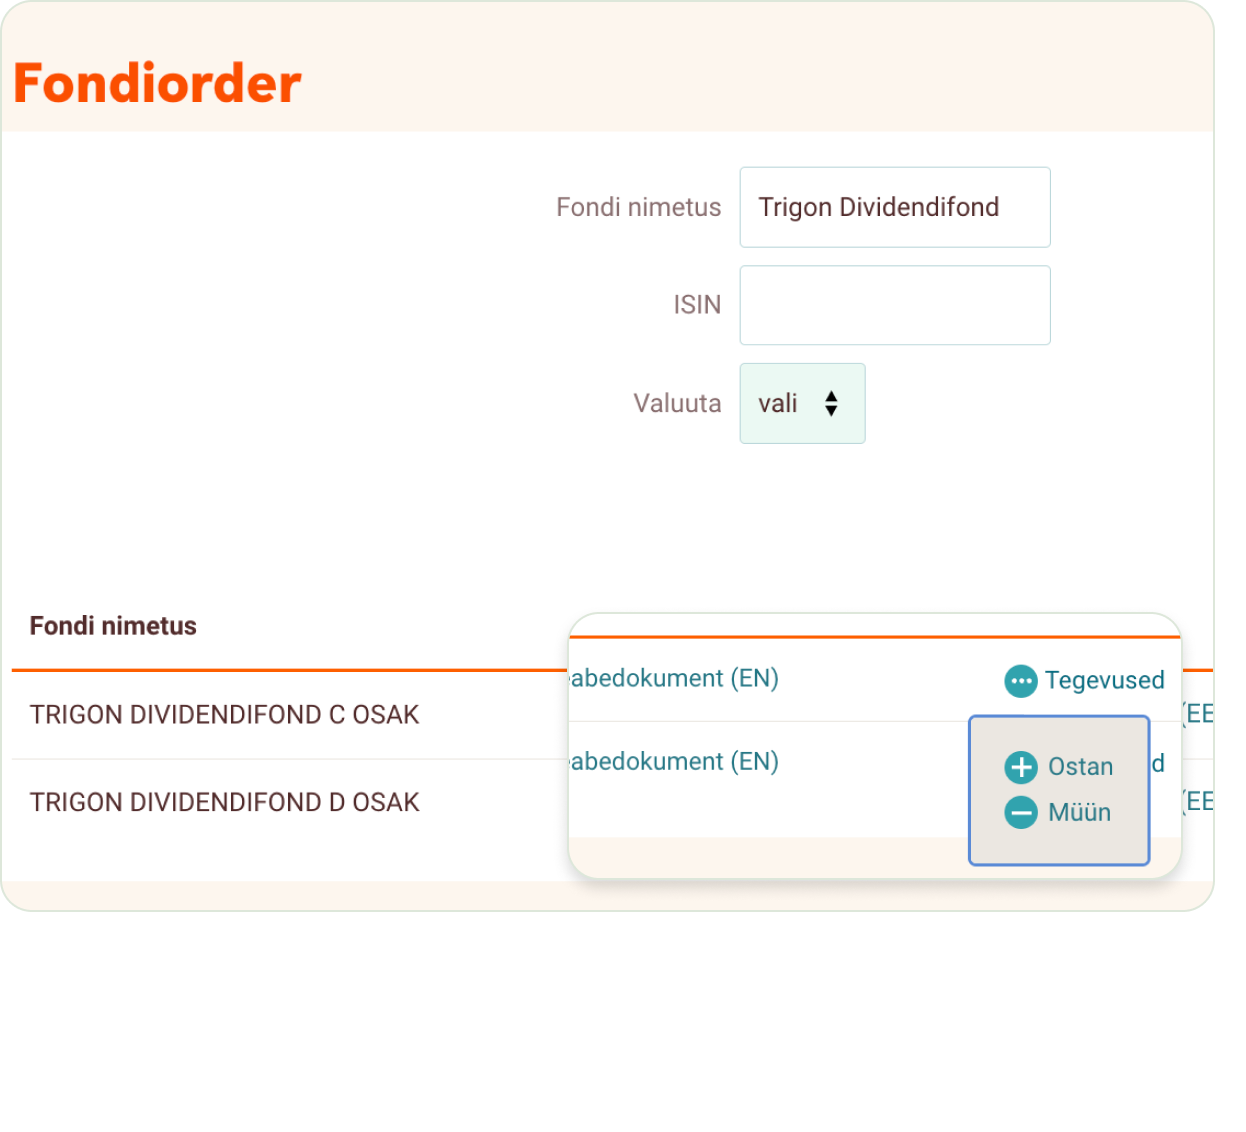 Fondiorder
Fondi nimetus
Trigon Dividendifond
ISIN
Valuuta
vali
Fondi nimetus
TRIGON DIVIDENDIFOND C OSAK
TRIGON DIVIDENDIFOND D OSAK
abedokument (EN)
Tegevused
abedokument (EN)
d
Ostan
Müün
(EE
(EE